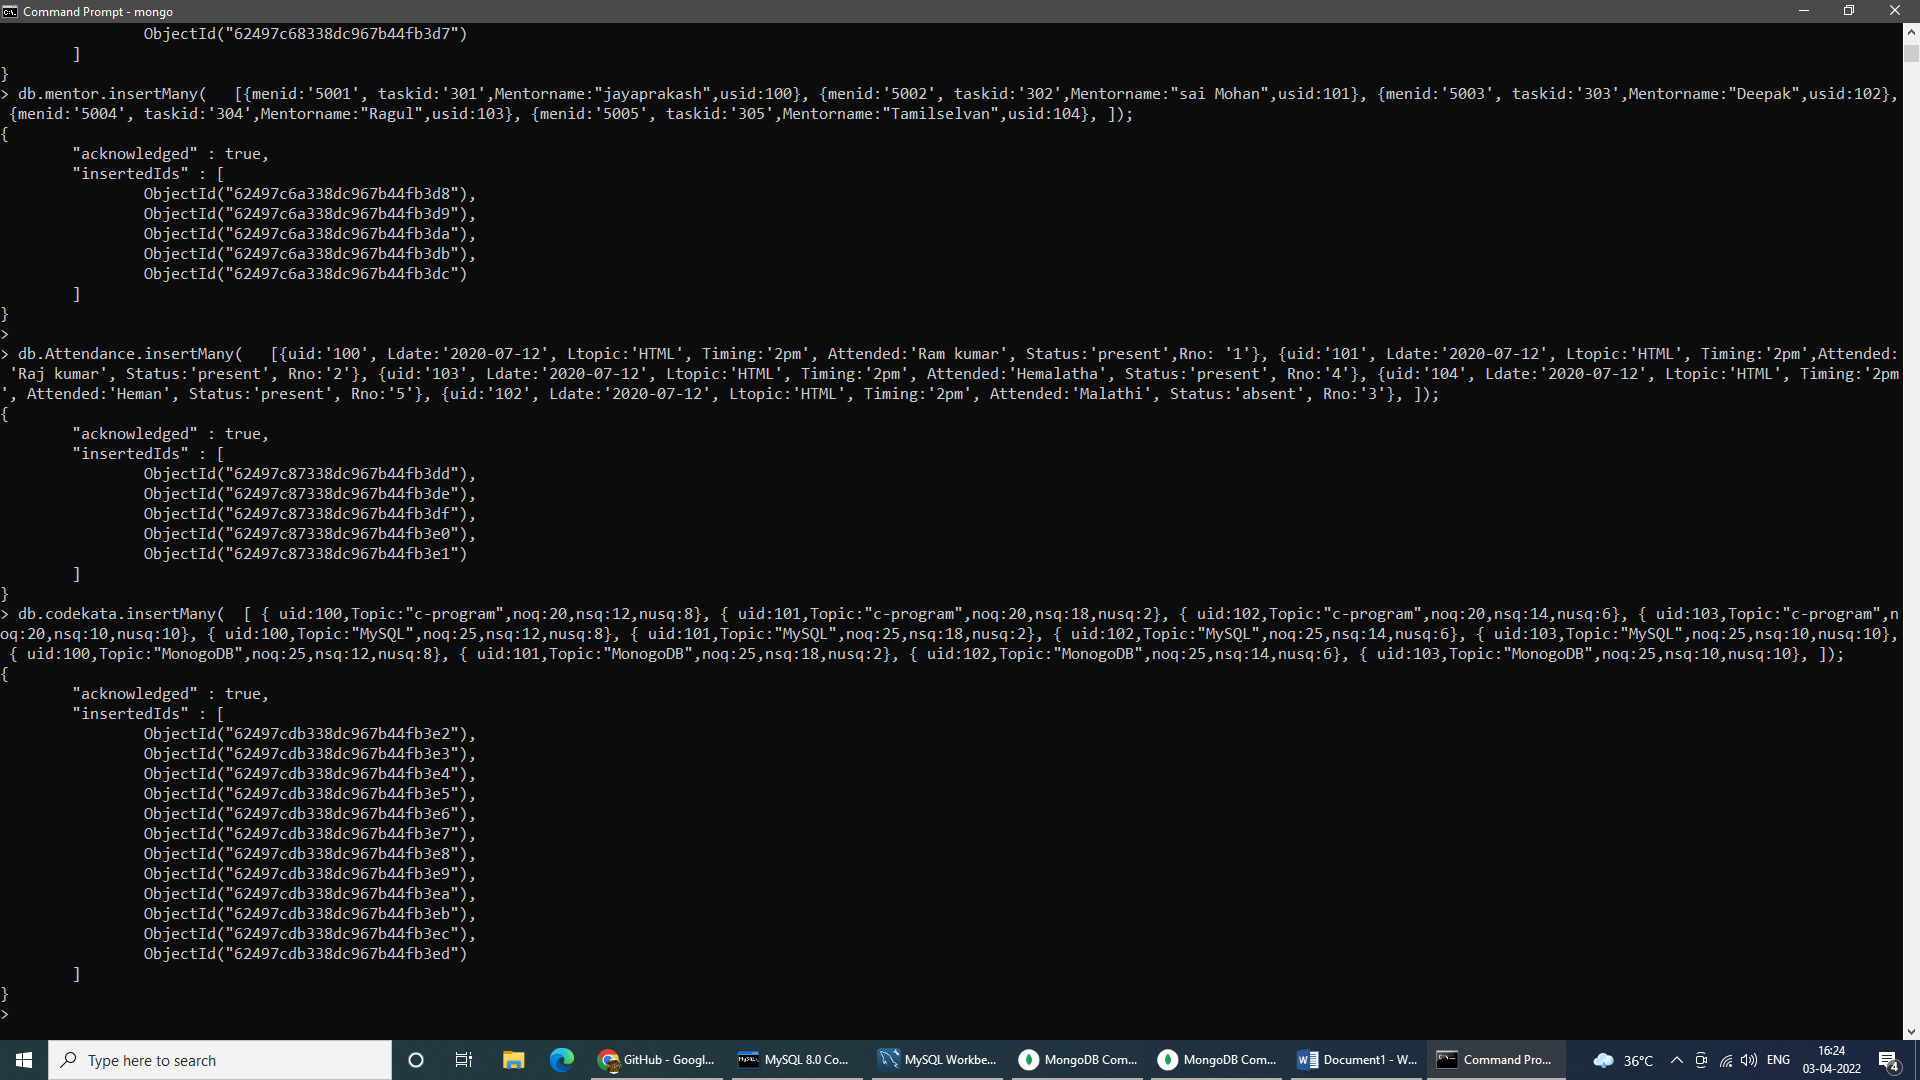 Command Prompt - mongo
ObjectId("62497c68338dc967b44fb3d7")
]
}
> db.mentor.insertMany(   [{menid:'5001', taskid:'301',Mentorname:"jayaprakash",usid:100}, {menid:'5002', taskid:'302',Mentorname:"sai Mohan",usid:101}, {menid:'5003', taskid:'303',Mentorname:"Deepak",usid:102},
{menid:'5004', taskid:'304',Mentorname:"Ragul",usid:103}, {menid:'5005', taskid:'305',Mentorname:"Tamilselvan",usid:104}, ]);
{
"acknowledged" : true,
"insertedIds" : [
ObjectId("62497c6a338dc967b44fb3d8"),
ObjectId("62497c6a338dc967b44fb3d9"),
ObjectId("62497c6a338dc967b44fb3da"),
ObjectId("62497c6a338dc967b44fb3db"),
ObjectId("62497c6a338dc967b44fb3dc")
]
}
>
> db.Attendance.insertMany(   [{uid:'100', Ldate:'2020-07-12', Ltopic:'HTML', Timing:'2pm', Attended:'Ram kumar', Status:'present',Rno: '1'}, {uid:'101', Ldate:'2020-07-12', Ltopic:'HTML', Timing:'2pm',Attended:
'Raj kumar', Status:'present', Rno:'2'}, {uid:'103', Ldate:'2020-07-12', Ltopic:'HTML', Timing:'2pm', Attended:'Hemalatha', Status:'present', Rno:'4'}, {uid:'104', Ldate:'2020-07-12', Ltopic:'HTML', Timing:'2pm
', Attended:'Heman', Status:'present', Rno:'5'}, {uid:'102', Ldate:'2020-07-12', Ltopic:'HTML', Timing:'2pm', Attended:'Malathi', Status:'absent', Rno:'3'}, ]);
{
"acknowledged" : true,
"insertedIds" : [
ObjectId("62497c87338dc967b44fb3dd"),
ObjectId("62497c87338dc967b44fb3de"),
ObjectId("62497c87338dc967b44fb3df"),
ObjectId("62497c87338dc967b44fb3e0"),
ObjectId("62497c87338dc967b44fb3e1")
]
}
> db.codekata.insertMany(  [ { uid:100,Topic:"c-program",noq:20,nsq:12,nusq:8}, { uid:101,Topic:"c-program",noq:20,nsq:18,nusq:2}, { uid:102,Topic:"c-program",noq:20,nsq:14,nusq:6}, { uid:103,Topic:"c-program",n
oq:20,nsq:10,nusq:10}, { uid:100,Topic:"MySQL",noq:25,nsq:12,nusq:8}, { uid:101,Topic:"MySQL",noq:25,nsq:18,nusq:2}, { uid:102,Topic:"MySQL",noq:25,nsq:14,nusq:6}, { uid:103,Topic:"MySQL",noq:25,nsq:10,nusq:10},
{ uid:100,Topic:"MonogoDB",noq:25,nsq:12,nusq:8}, { uid:101,Topic:"MonogoDB",noq:25,nsq:18,nusq:2}, { uid:102,Topic:"MonogoDB",noq:25,nsq:14,nusq:6}, { uid:103,Topic:"MonogoDB",noq:25,nsq:10,nusq:10}, ]);
{
"acknowledged" : true,
"insertedIds" : [
ObjectId("62497cdb338dc967b44fb3e2"),
ObjectId("62497cdb338dc967b44fb3e3"),
ObjectId("62497cdb338dc967b44fb3e4"),
ObjectId("62497cdb338dc967b44fb3e5"),
ObjectId("62497cdb338dc967b44fb3e6"),
ObjectId("62497cdb338dc967b44fb3e7"),
ObjectId("62497cdb338dc967b44fb3e8"),
ObjectId("62497cdb338dc967b44fb3e9"),
ObjectId("62497cdb338dc967b44fb3ea"),
ObjectId("62497cdb338dc967b44fb3eb"),
ObjectId("62497cdb338dc967b44fb3ec"),
ObjectId("62497cdb338dc967b44fb3ed")
]
}
>
Type here to search GitHub - Googl... MySQL 8.0 Co... MySQL Workbe... MongoDB Com... MongoDB Com... Document1 - W... Command Pro... 36°C ENG 16:24
03-04-2022 4